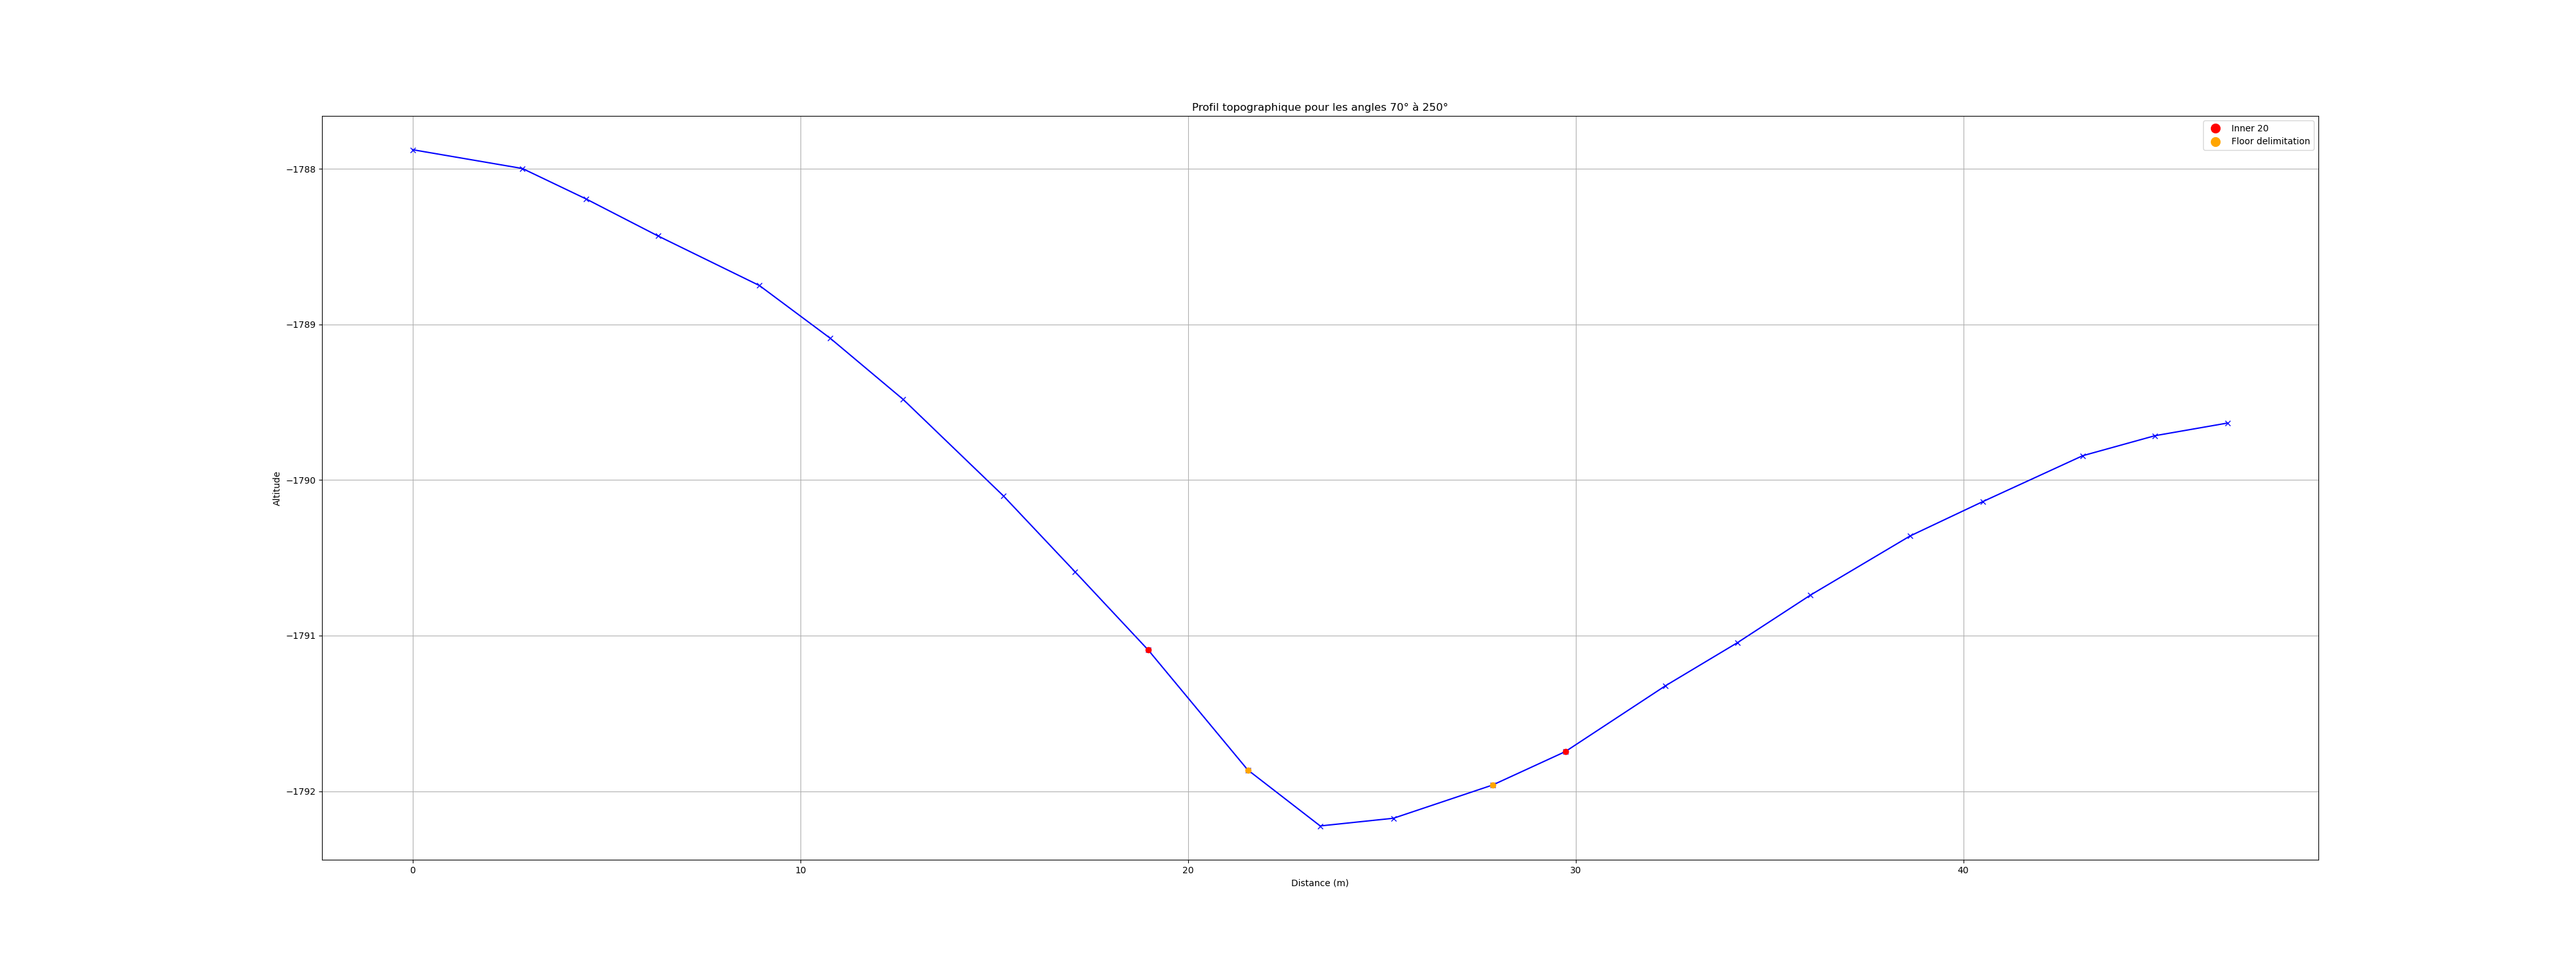 Profil topographique pour les angles 70° à 250°
Inner 20
Floor delimitation
Altitude
−1788
−1789
−1790
−1791
−1792
0 10 20 30 40
Distance (m)